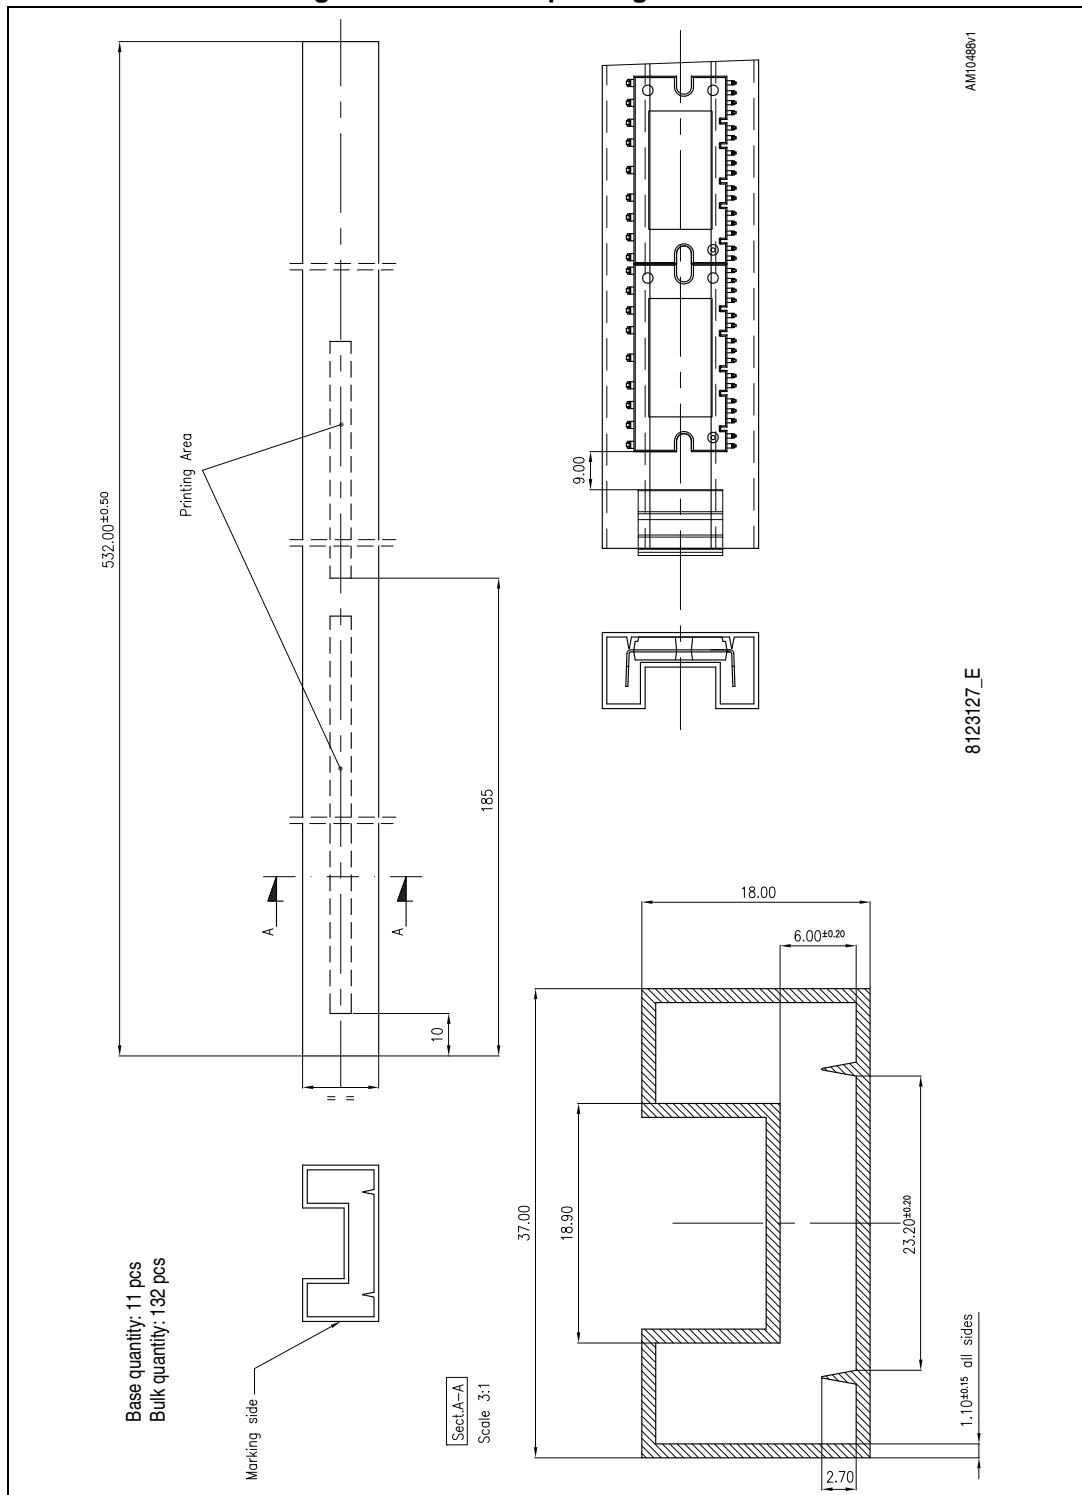 AM10488v1
532.00±0.50
Printing Area
9.00
185
8123127_E
A
A
10
= =
18.00
6.00±0.20
37.00
18.90
23.20±0.20
1.10±0.15 all sides
2.70
Base quantity: 11 pcs
Bulk quantity: 132 pcs
Marking side
Sect.A-A
Scale 3:1